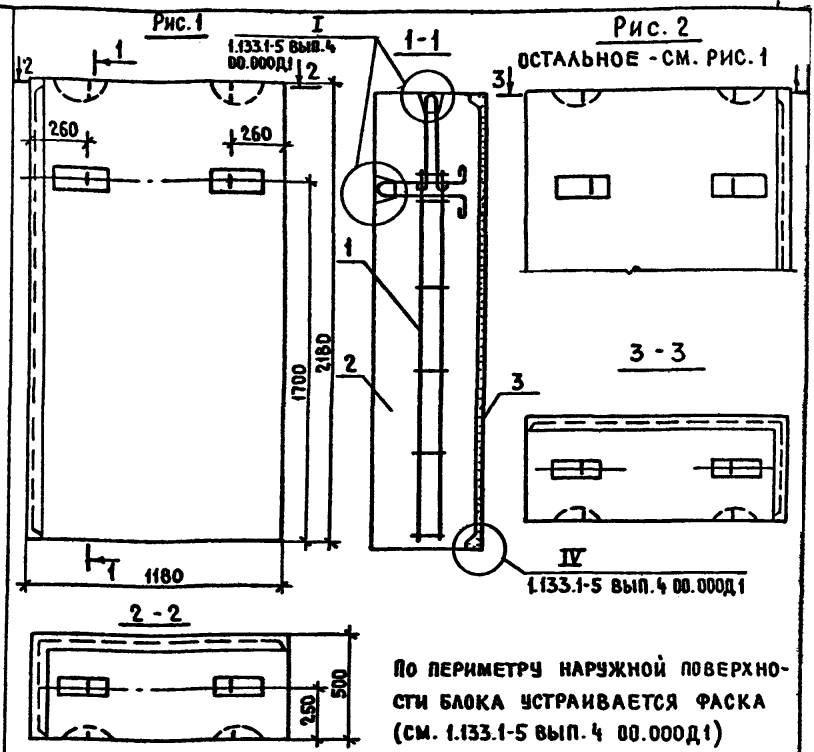 Рис. 1
I
1.133.1-5 ВЫП. 4
00.000Д1
1-1
Рис. 2
ОСТАЛЬНОЕ - СМ. РИС. 1
1
2
2
3
260
260
1
2
3
1700
2180
3 - 3
1
1180
IV
1.133.1-5 ВЫП. 4 00.000Д1
2 - 2
250
500
ПО ПЕРИМЕТРУ НАРУЖНОЙ ПОВЕРХНО-
СТИ БЛОКА УСТРАИВАЕТСЯ ФАСКА
(СМ. 1.133.1-5 ВЫП. 4 00.000Д1)